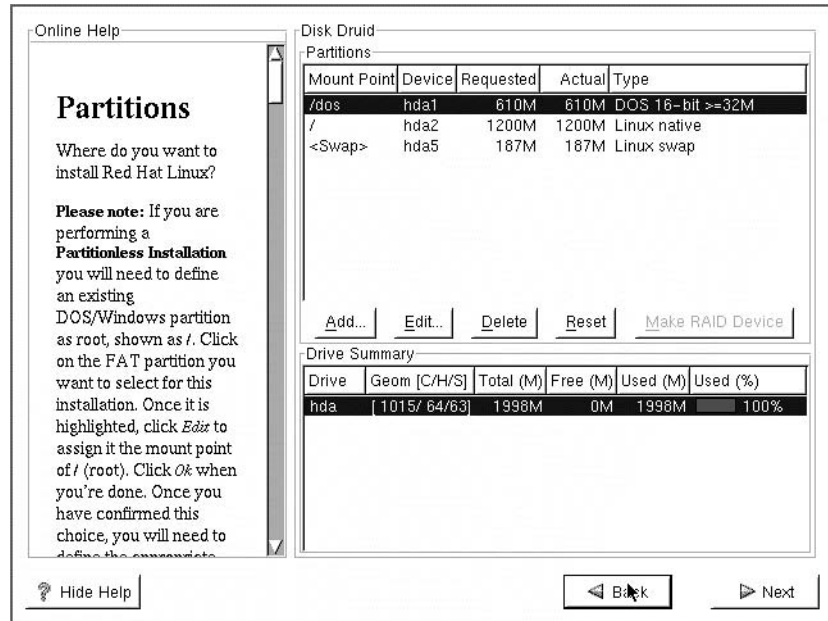 Online Help
Partitions
Where do you want to
install Red Hat Linux?
Please note: If you are
performing a
Partitionless Installation
you will need to define
an existing
DOS/Windows partition
as root, shown as /. Click
on the FAT partition you
want to select for this
installation. Once it is
highlighted, click Edit to
assign it the mount point
of / (root). Click Ok when
you're done. Once you
have confirmed this
choice, you will need to
define the appropriate
Disk Druid
Partitions
Mount Point Device Requested Actual Type
/dos hda1 610M 610M DOS 16-bit >=32M
/ hda2 1200M 1200M Linux native
<Swap> hda5 187M 187M Linux swap
Add... Edit... Delete Reset Make RAID Device
Drive Summary
Drive Geom [C/H/S] Total (M) Free (M) Used (M) Used (%)
hda [ 1015/ 64/63] 1998M 0M 1998M 100%
Hide Help Back Next